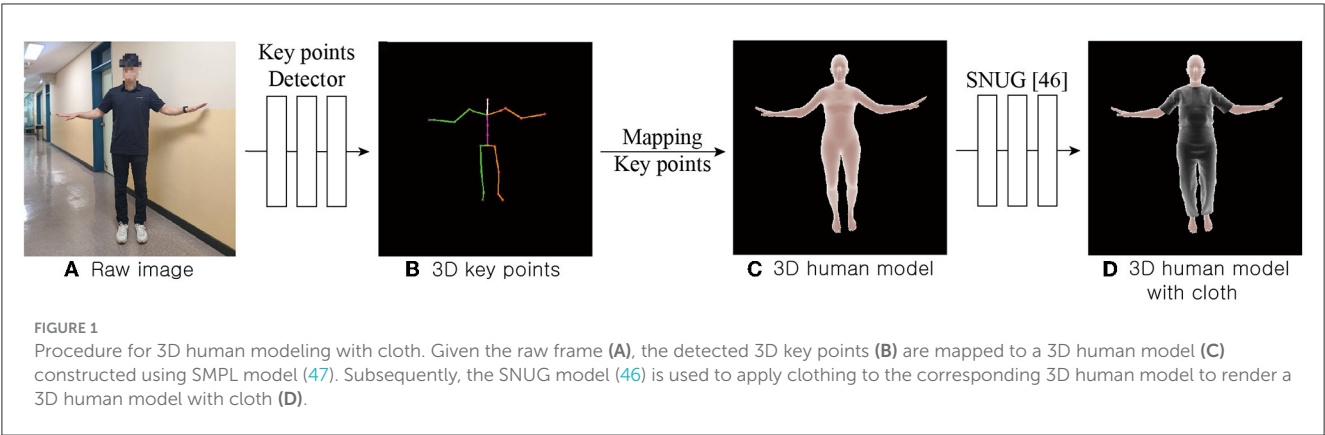 Key points
Detector
Mapping
Key points
SNUG [46]
A Raw image
B 3D key points
C 3D human model
D 3D human model
with cloth
FIGURE 1
Procedure for 3D human modeling with cloth. Given the raw frame (A), the detected 3D key points (B) are mapped to a 3D human model (C)
constructed using SMPL model (47). Subsequently, the SNUG model (46) is used to apply clothing to the corresponding 3D human model to render a
3D human model with cloth (D).